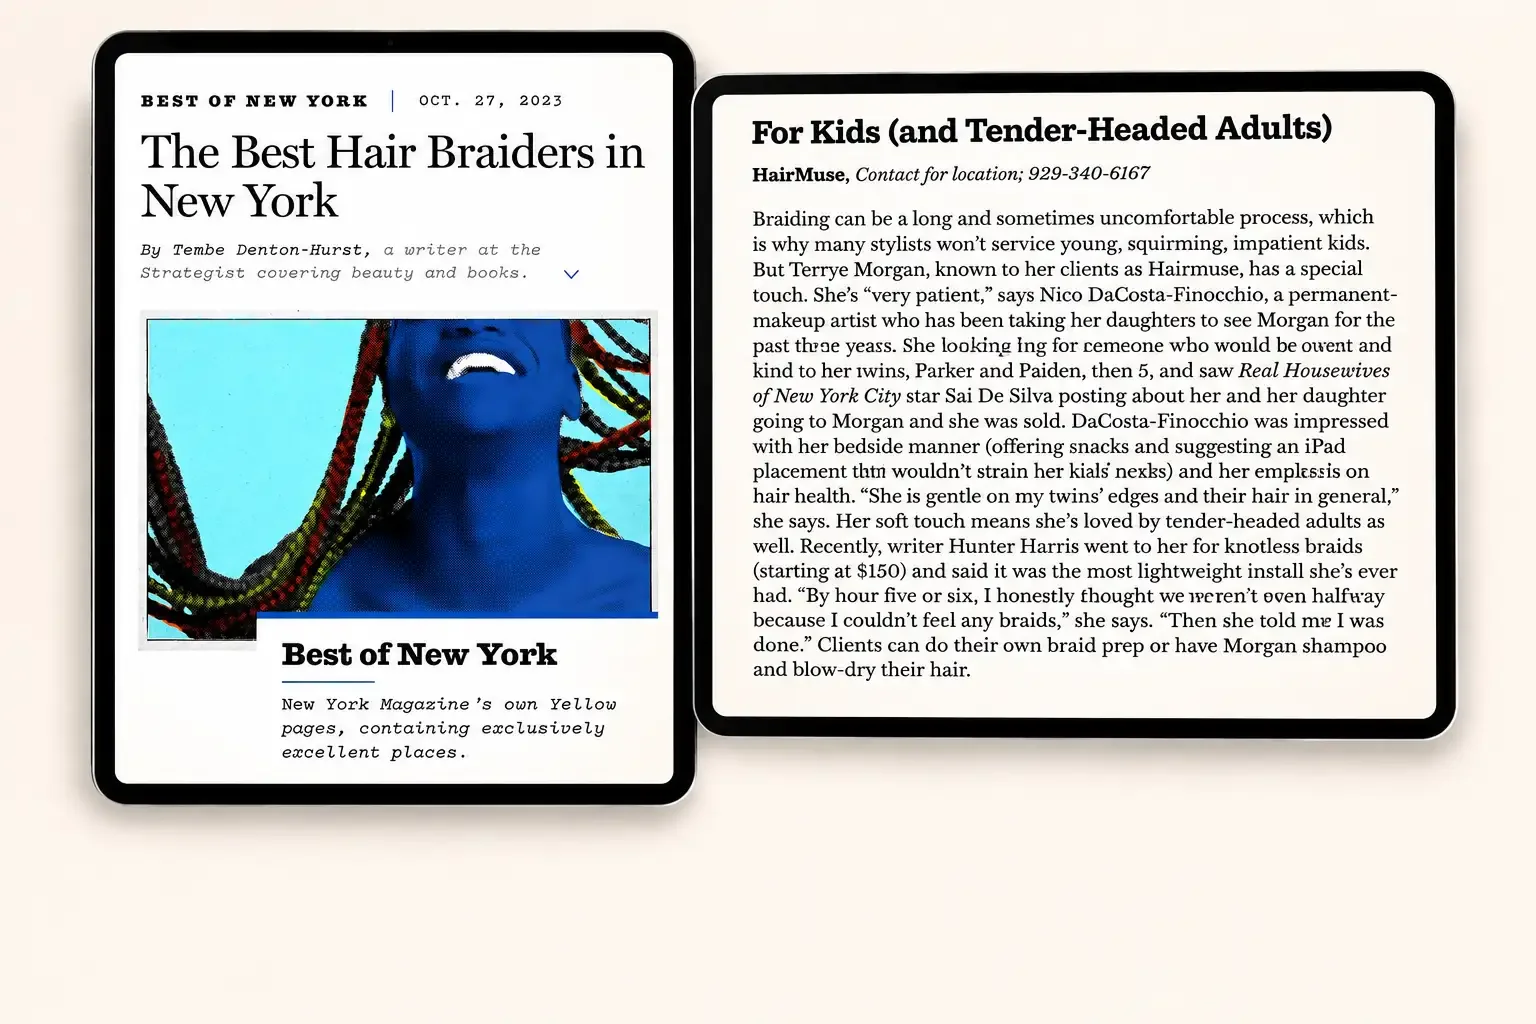 BEST OF NEW YORK
OCT. 27, 2023
The Best Hair Braiders in
New York
By Tembe Denton-Hurst, a writer at the
Strategist covering beauty and books.
Best of New York
New York Magazine's own Yellow
pages, containing exclusively
excellent places.
For Kids (and Tender-Headed Adults)
HairMuse, Contact for location; 929-340-6167
Braiding can be a long and sometimes uncomfortable process, which
is why many stylists won't service young, squirming, impatient kids.
But Terrye Morgan, known to her clients as Hairmuse, has a special
touch. She's “very patient,” says Nico DaCosta-Finocchio, a permanent-
makeup artist who has been taking her daughters to see Morgan for the
past She looking for who would be and
kind to her twins, Parker and Paiden, then 5, and saw Real Housewives
of New York City star Sai De Silva posting about her and her daughter
going to Morgan and she was sold. DaCosta-Finocchio was impressed
with her bedside manner (offering snacks and suggesting an iPad
placement wouldn't strain her and her on
hair health. “She is gentle on my twins' edges and their hair in general,”
she says. Her soft touch means she's loved by tender-headed adults as
well. Recently, writer Hunter Harris went to her for knotless braids
(starting at $150) and said it was the most lightweight install she's ever
had. “By hour five or six, I honestly thought we weren't even halfway
because I couldn't feel any braids,” she says. “Then she told me I was
done.” Clients can do their own braid prep or have Morgan shampoo
and blow-dry their hair.